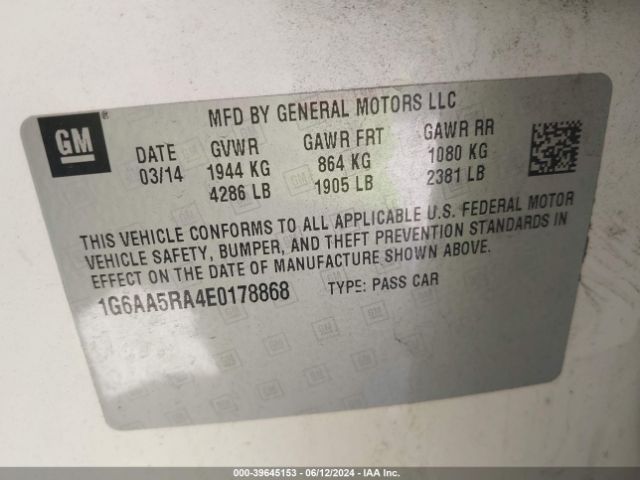 GM
®
MFD BY GENERAL MOTORS LLC
DATE GVWR GAWR FRT GAWR RR
03/14 1944 KG 864 KG 1080 KG
4286 LB 1905 LB 2381 LB
THIS VEHICLE CONFORMS TO ALL APPLICABLE U.S. FEDERAL MOTOR
VEHICLE SAFETY, BUMPER, AND THEFT PREVENTION STANDARDS IN
EFFECT ON THE DATE OF MANUFACTURE SHOWN ABOVE.
1G6AA5RA4E0178868 TYPE: PASS CAR
000-39645153 - 06/12/2024 - IAA Inc.